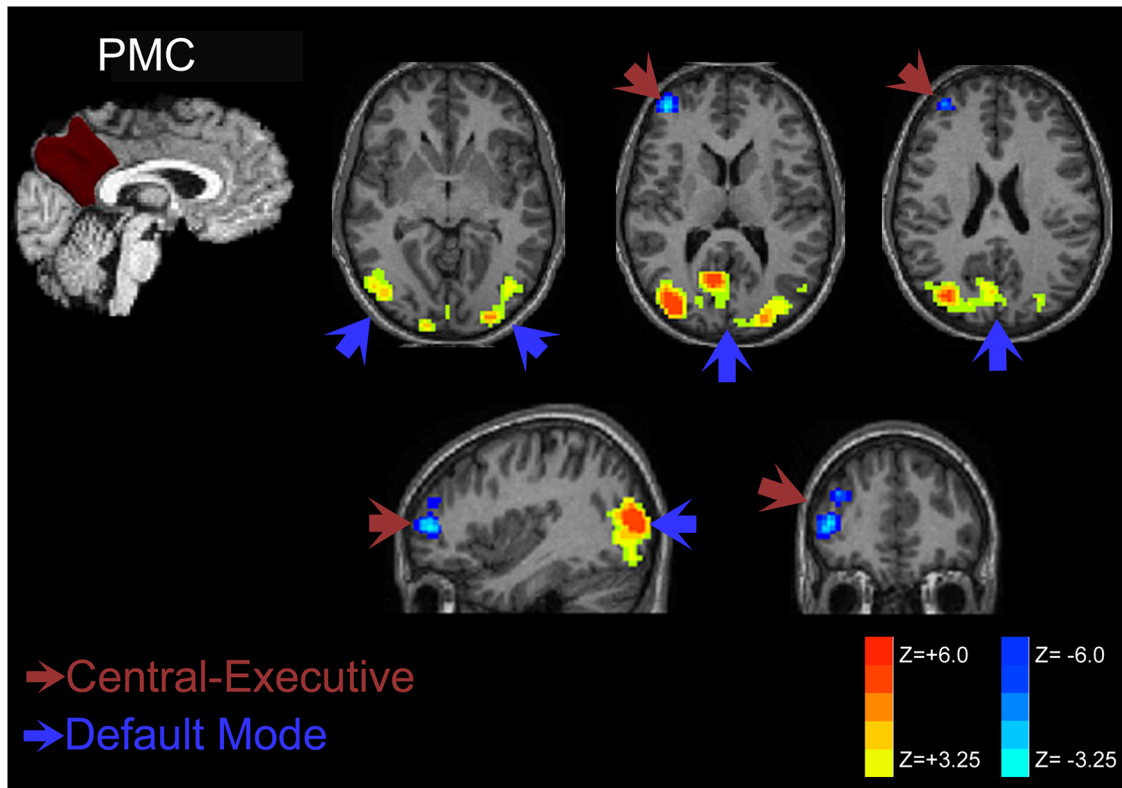 PMC
Central-Executive
Default Mode
Z=+6.0
Z= -6.0
Z=+3.25
Z= -3.25